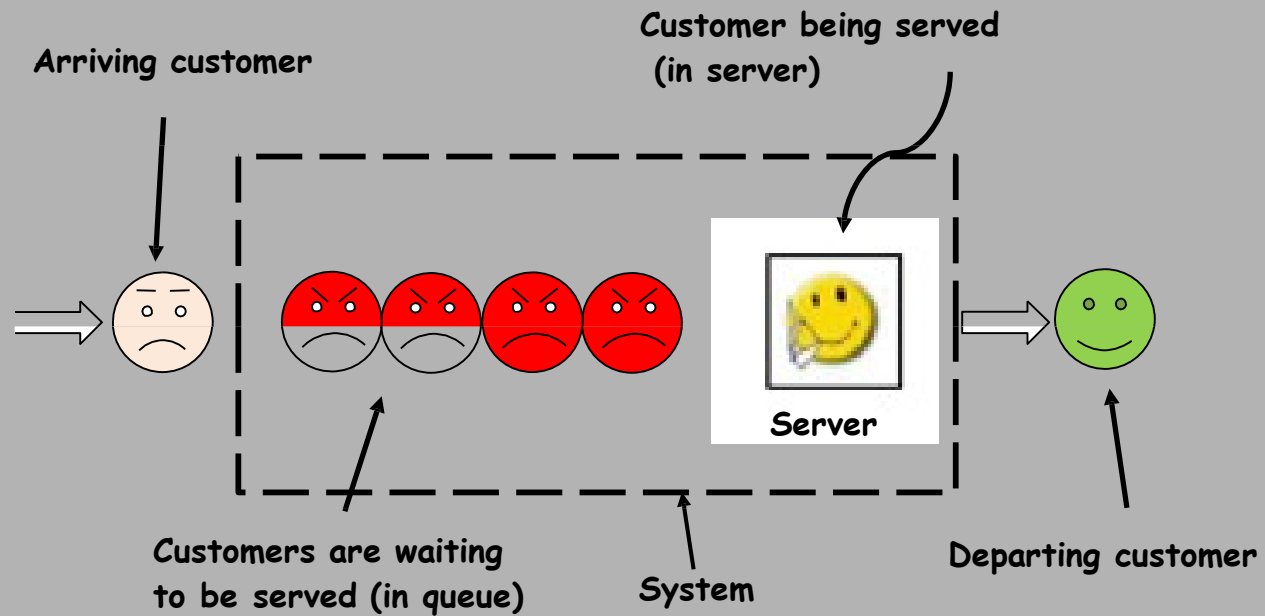 Arriving customer
Customer being served
(in server)
Server
Customers are waiting
to be served (in queue)
System
Departing customer